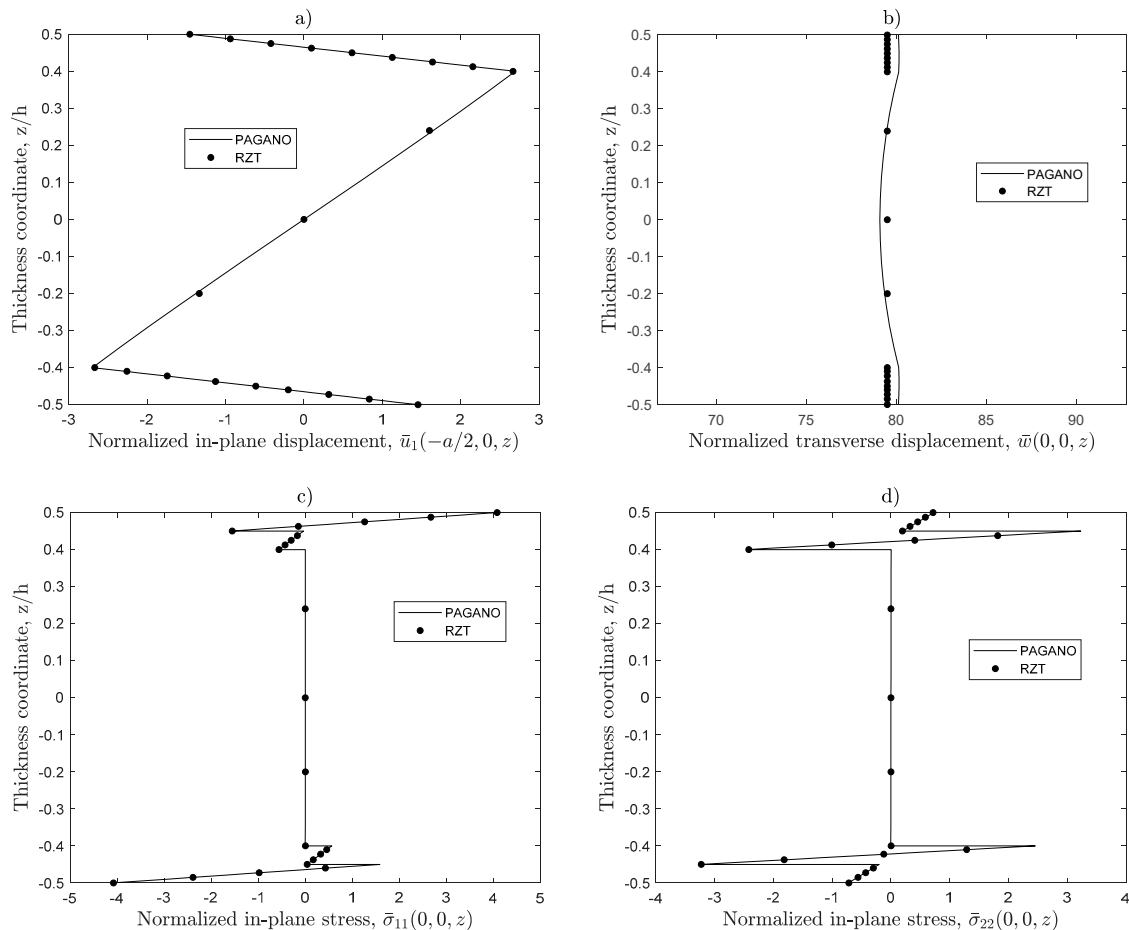 a)
0.5
0.4
0.3
0.2
0.1
0
-0.1
-0.2
-0.3
-0.4
-0.5
Thickness coordinate, z/h
PAGANO
RZT
-3 -2 -1 0 1 2 3
Normalized in-plane displacement, ū₁(−a/2, 0, z)
b)
0.5
0.4
0.3
0.2
0.1
0
0.1
-0.2
-0.3
-0.4
-0.5
Thickness coordinate, z/h
PAGANO
RZT
70 75 80 85 90
Normalized transverse displacement, w̄(0, 0, z)
c)
0.5
0.4
0.3
0.2
0.1
0
0.1
-0.2
-0.3
-0.4
-0.5
Thickness coordinate, z/h
PAGANO
RZT
-5 -4 -3 -2 -1 0 1 2 3 4 5
Normalized in-plane stress, σ̄₁₁(0, 0, z)
d)
0.5
0.4
0.3
0.2
0.1
0
0.1
-0.2
-0.3
-0.4
-0.5
Thickness coordinate, z/h
PAGANO
RZT
-4 -3 -2 -1 0 1 2 3 4
Normalized in-plane stress, σ̄₂₂(0, 0, z)